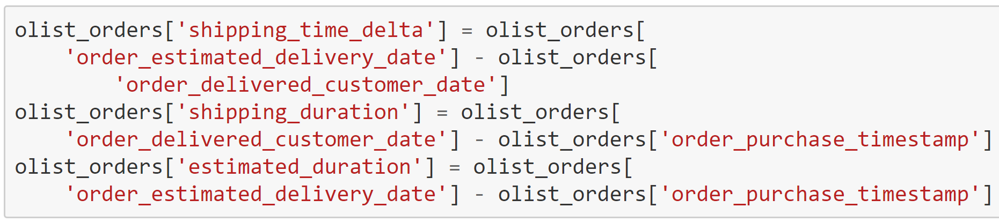 olist_orders['shipping_time_delta'] = olist_orders[
    'order_estimated_delivery_date'] - olist_orders[
        'order_delivered_customer_date']
olist_orders['shipping_duration'] = olist_orders[
    'order_delivered_customer_date'] - olist_orders['order_purchase_timestamp']
olist_orders['estimated_duration'] = olist_orders[
    'order_estimated_delivery_date'] - olist_orders['order_purchase_timestamp']